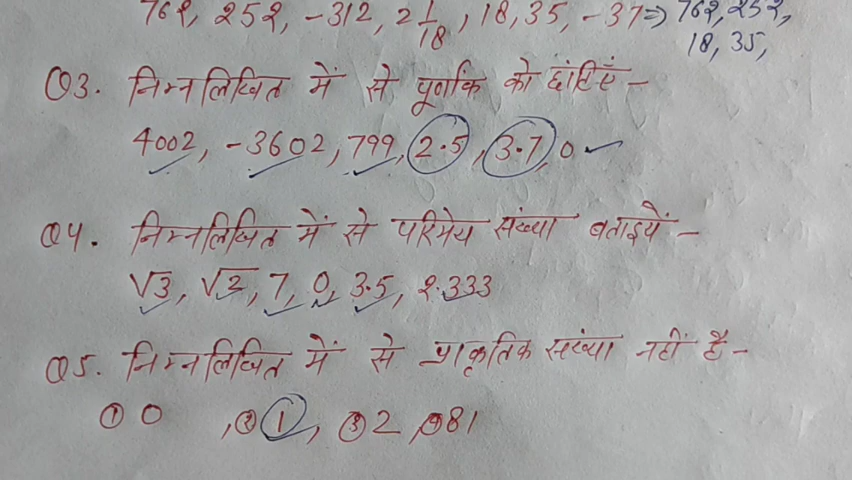 762, 252, -312, 2 1/18, 18, 35, -37 ⇒ 762, 252,
18, 35,
Q3. निम्नलिखित में से पूर्णांक को छांटिएँ -
4002, -3602, 799, 2.5, 3.7, 0
Q4. निम्नलिखित में से परिमेय संख्या बताइयें -
√3, √2, 7, 0, 3.5, 2.333
Q5. निम्नलिखित में से प्राकृतिक संख्या नहीं है -
① 0 , ② 1 , ③ 2 , ④ 81